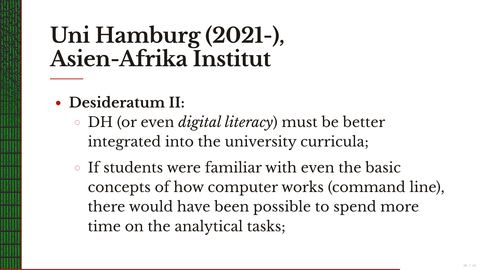 Uni Hamburg (2021-),
Asien-Afrika Institut
• Desideratum II:
○ DH (or even digital literacy) must be better
integrated into the university curricula;
○ If students were familiar with even the basic
concepts of how computer works (command line),
there would have been possible to spend more
time on the analytical tasks;